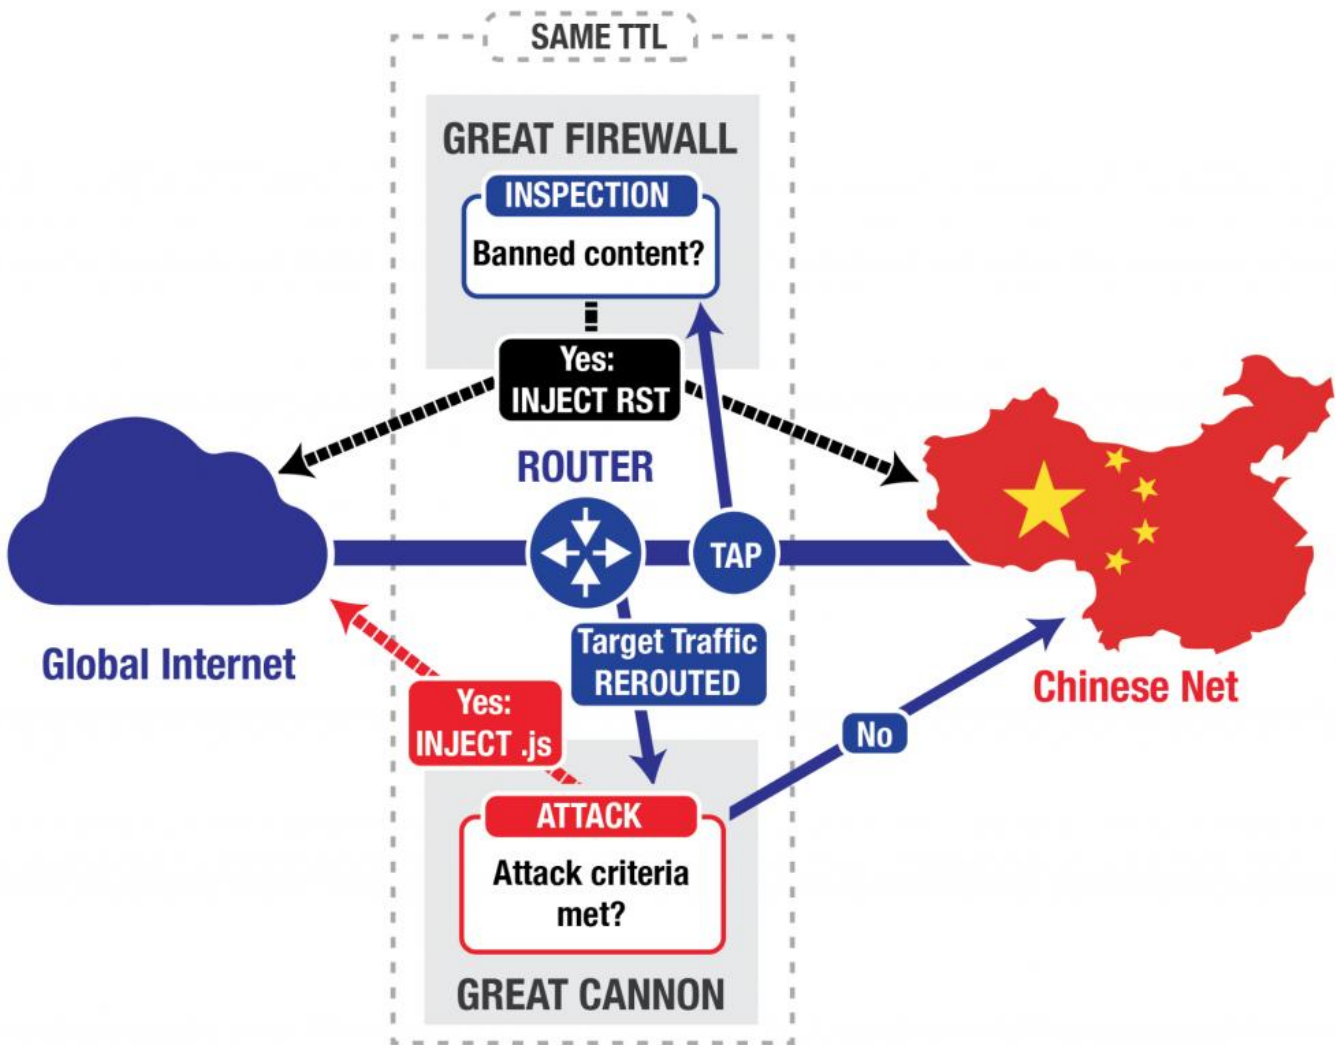 SAME TTL
GREAT FIREWALL
INSPECTION
Banned content?
Yes:
INJECT RST
ROUTER
TAP
Global Internet
Target Traffic
REROUTED
Chinese Net
Yes:
INJECT .js
No
ATTACK
Attack criteria
met?
GREAT CANNON